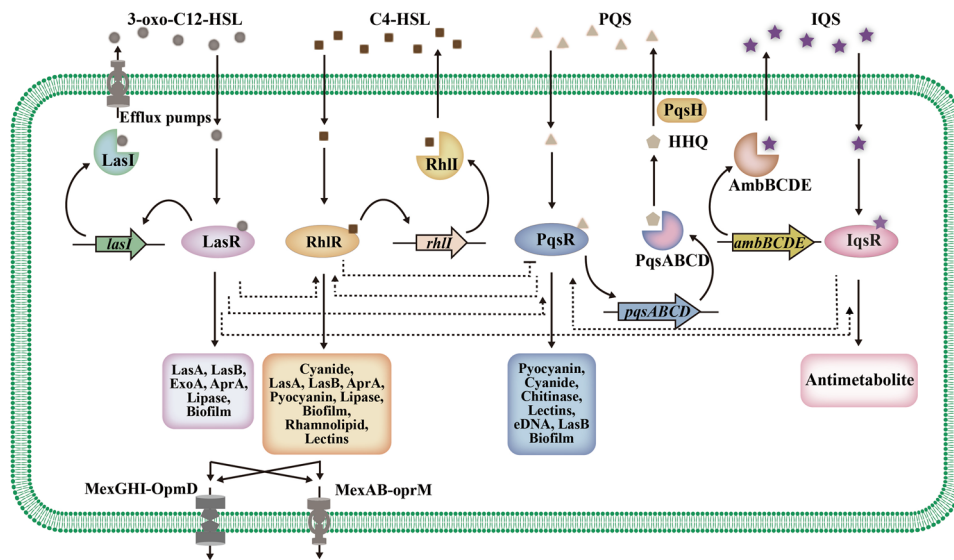 3-oxo-C12-HSL
C4-HSL
PQS
IQS
Efflux pumps
PqsH
LasI
RhlI
HHQ
AmbBCDE
lasI
LasR
RhlR
rhlI
PqsR
PqsABCD
ambBCDE
IqsR
pqsABCD
LasA, LasB,
ExoA, AprA,
Lipase,
Biofilm
Cyanide,
LasA, LasB, AprA,
Pyocyanin, Lipase,
Biofilm,
Rhamnolipid,
Lectins
Pyocyanin,
Cyanide,
Chitinase,
Lectins,
eDNA, LasB
Biofilm
Antimetabolite
MexGHI-OpmD
MexAB-oprM